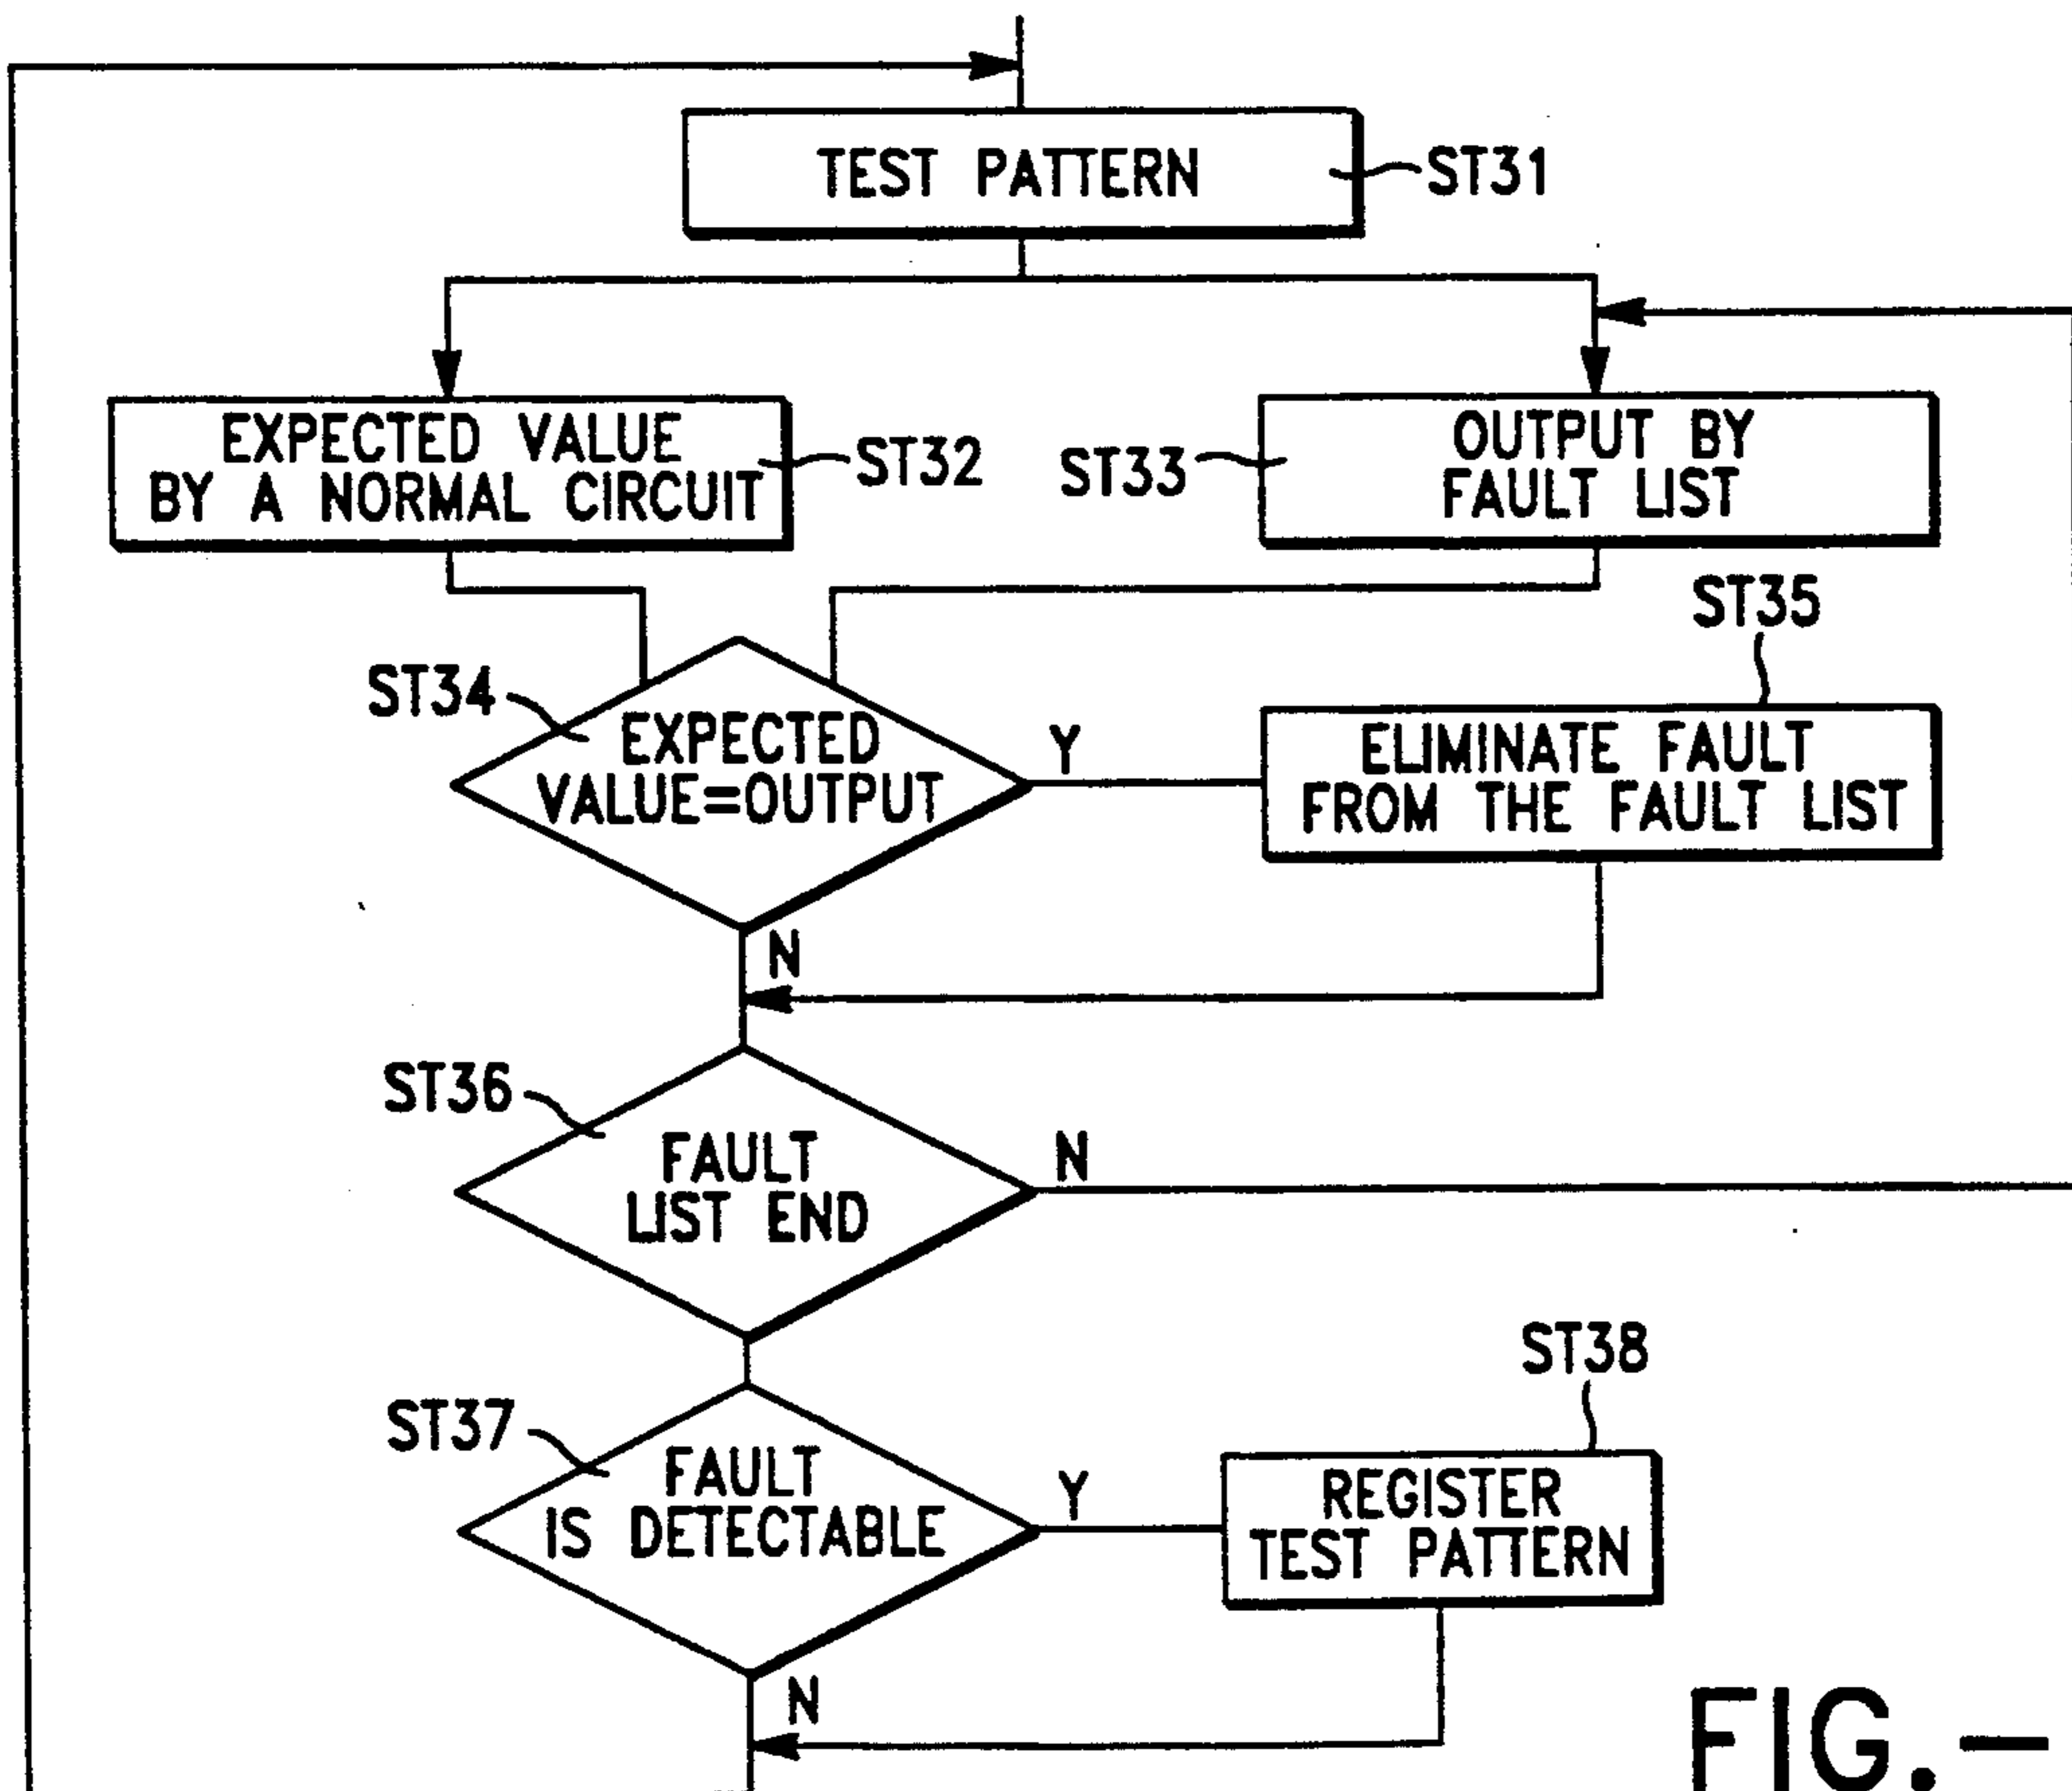 TEST PATTERN
ST31
EXPECTED VALUE
BY A NORMAL CIRCUIT
ST32
ST33
OUTPUT BY
FAULT LIST
ST35
ST34
EXPECTED
VALUE=OUTPUT
Y
ELIMINATE FAULT
FROM THE FAULT LIST
N
ST36
FAULT
LIST END
N
ST38
ST37
FAULT
IS DETECTABLE
Y
REGISTER
TEST PATTERN
N
FIG.–